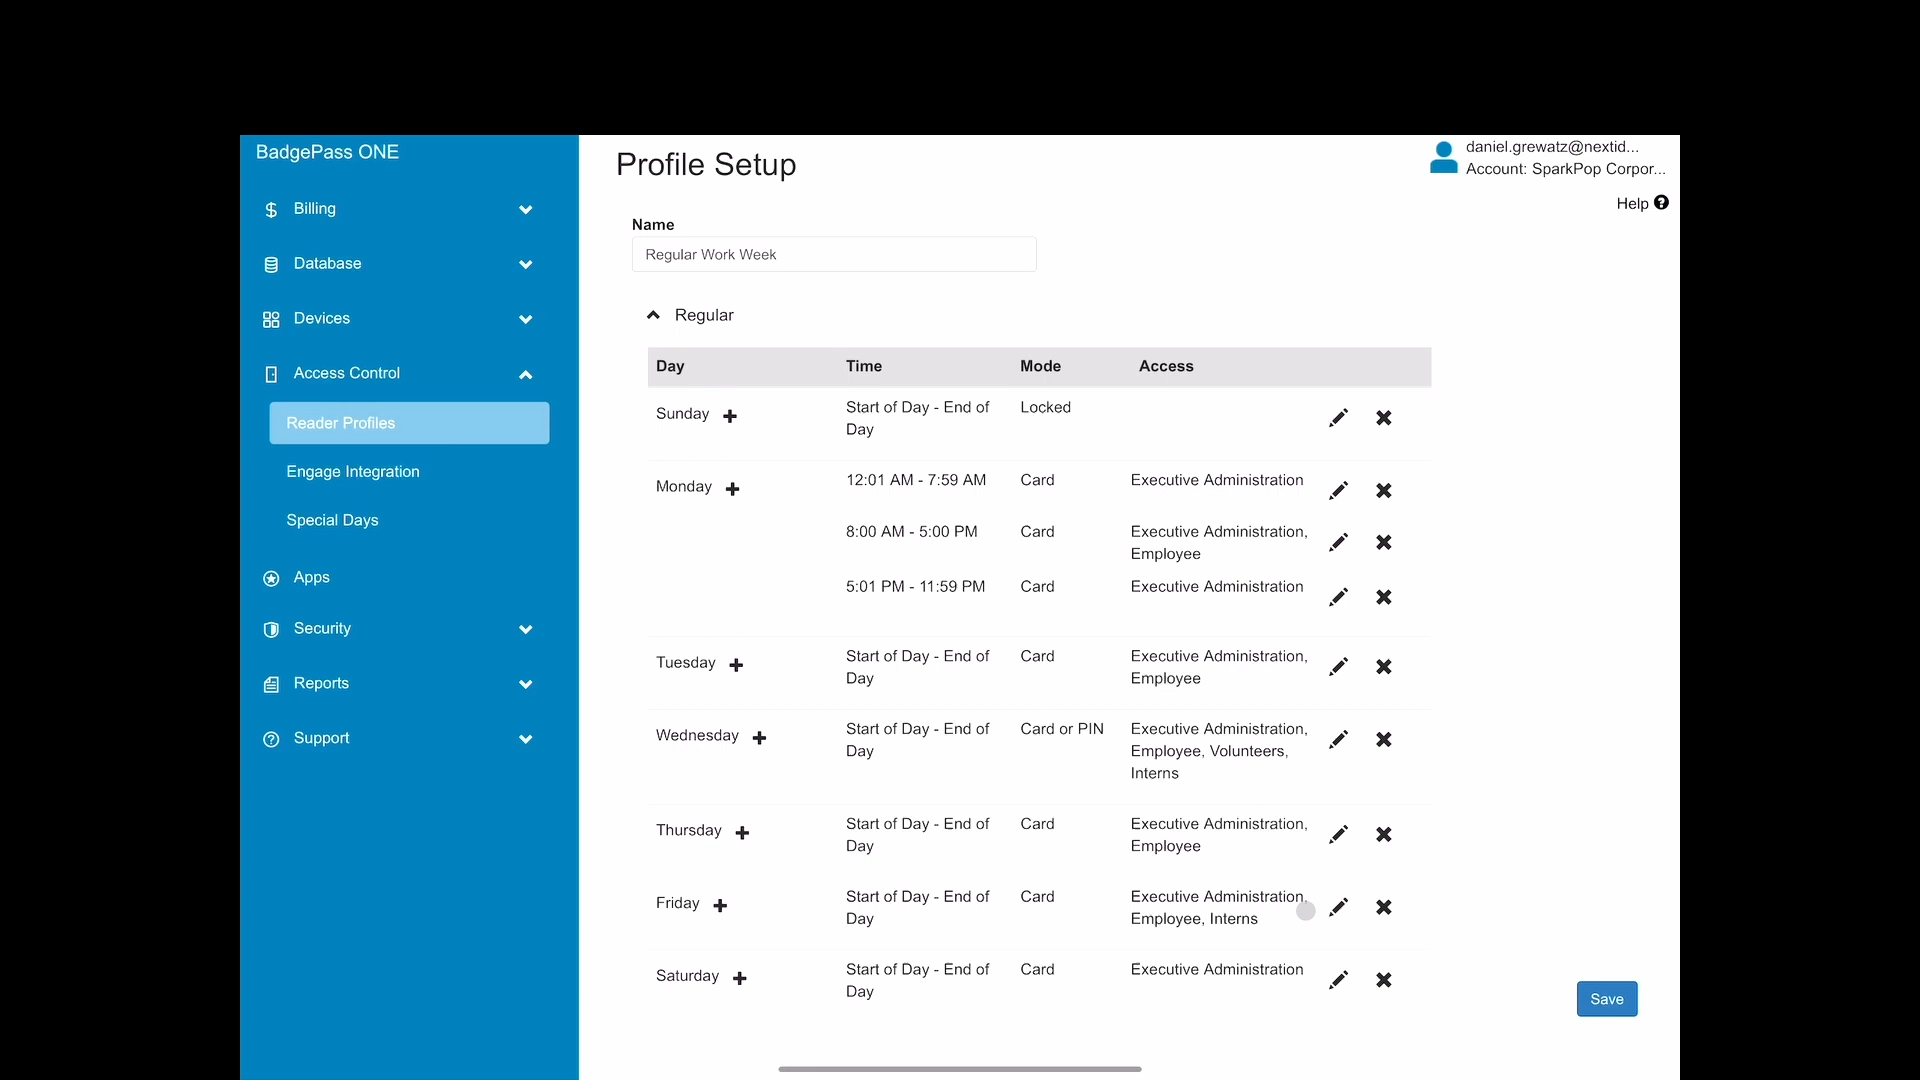 BadgePass ONE
Billing
Database
Devices
Access Control
Reader Profiles
Engage Integration
Special Days
Apps
Security
Reports
Support
Profile Setup
daniel.grewatz@nextid...
Account: SparkPop Corpor...
Help
Name
Regular Work Week
Regular
Day Time Mode Access
Sunday Start of Day - End of Locked
Day
Monday 12:01 AM - 7:59 AM Card Executive Administration
8:00 AM - 5:00 PM Card Executive Administration,
Employee
5:01 PM - 11:59 PM Card Executive Administration
Tuesday Start of Day - End of Card Executive Administration,
Day Employee
Wednesday Start of Day - End of Card or PIN Executive Administration,
Day Employee, Volunteers,
Interns
Thursday Start of Day - End of Card Executive Administration,
Day Employee
Friday Start of Day - End of Card Executive Administration,
Day Employee, Interns
Saturday Start of Day - End of Card Executive Administration
Day
Save